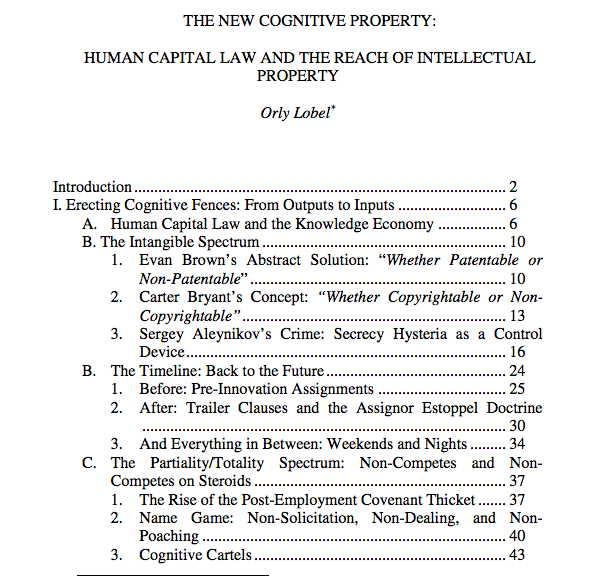 THE NEW COGNITIVE PROPERTY:
HUMAN CAPITAL LAW AND THE REACH OF INTELLECTUAL
PROPERTY
Orly Lobel*
Introduction ........................................................ 2
I. Erecting Cognitive Fences: From Outputs to Inputs ........................... 6
A. Human Capital Law and the Knowledge Economy ................. 6
B. The Intangible Spectrum ............................................................. 10
1. Evan Brown’s Abstract Solution: “Whether Patentable or
Non-Patentable” ................................................................ 10
2. Carter Bryant’s Concept: “Whether Copyrightable or Non-
Copyrightable” .................................................................. 13
3. Sergey Aleynikov’s Crime: Secrecy Hysteria as a Control
Device ................................................................................ 16
B. The Timeline: Back to the Future ............................................. 24
1. Before: Pre-Innovation Assignments ................................ 25
2. After: Trailer Clauses and the Assignor Estoppel Doctrine
........................................................................................... 30
3. And Everything in Between: Weekends and Nights ......... 34
C. The Partiality/Totality Spectrum: Non-Competes and Non-
Competes on Steroids ............................................................... 37
1. The Rise of the Post-Employment Covenant Thicket ....... 37
2. Name Game: Non-Solicitation, Non-Dealing, and Non-
Poaching ............................................................................ 40
3. Cognitive Cartels ............................................................... 43